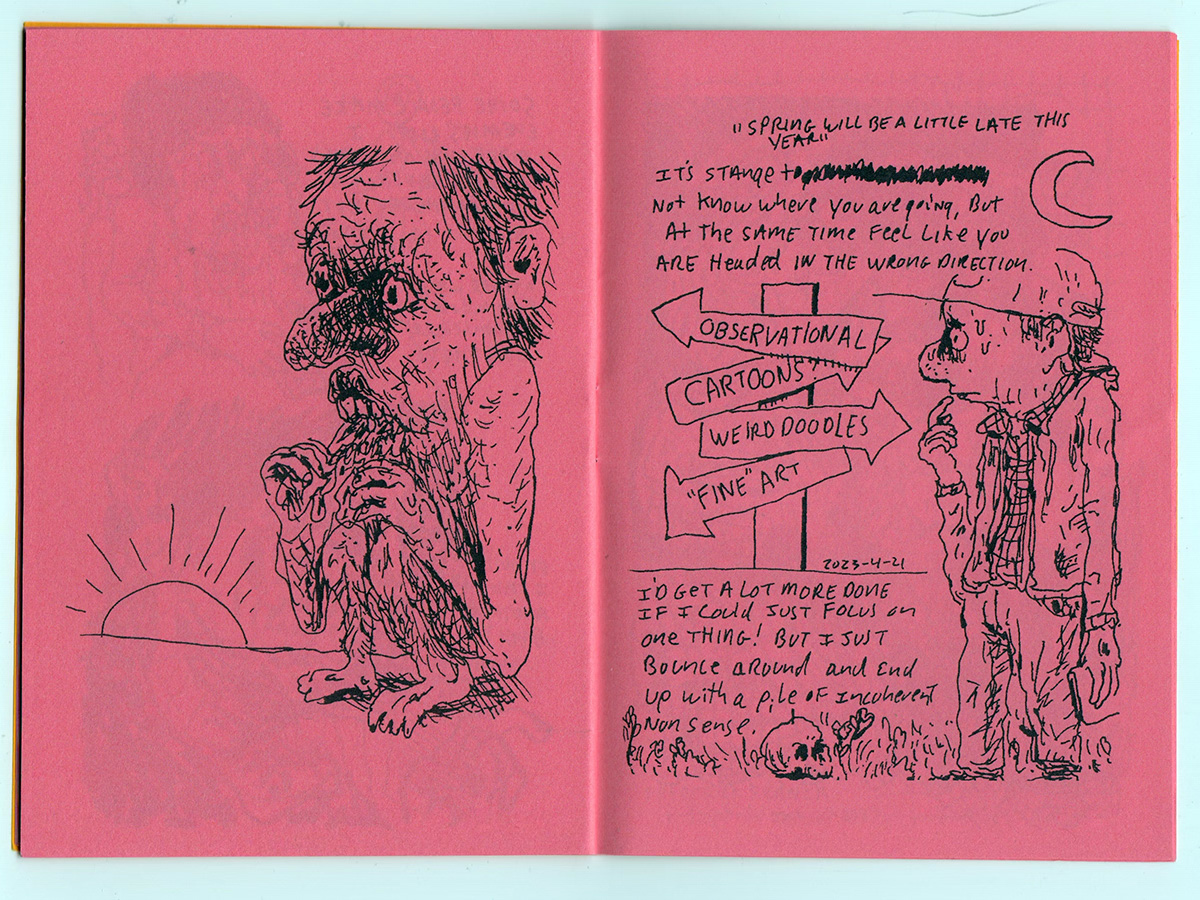 "SPRING WILL BE A LITTLE LATE THIS
YEAR"
IT'S STANGE to
Not Know where you are going, But
At The SAME TIME Feel Like you
ARE Headed IN THE WRONG DIRECTION.
OBSERVATIONAL
CARTOONS
WEIRD DOODLES
"FINE" ART
2023-4-21
I'D GET A LOT MORE DONE
IF I Could JUST FOCUS on
one THING! BUT I JUST
Bounce around and End
up with a pile OF Incoherent
Non sense.